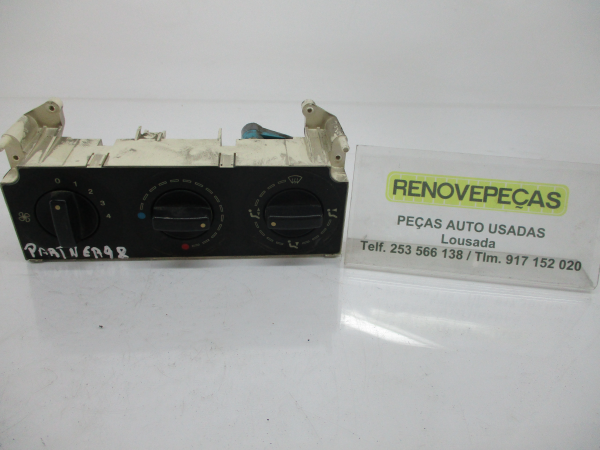 0
1
2
3
4
PARTNER98
RENOVEPEÇAS
PEÇAS AUTO USADAS
Lousada
Telf. 253 566 138 / Tlm. 917 152 020